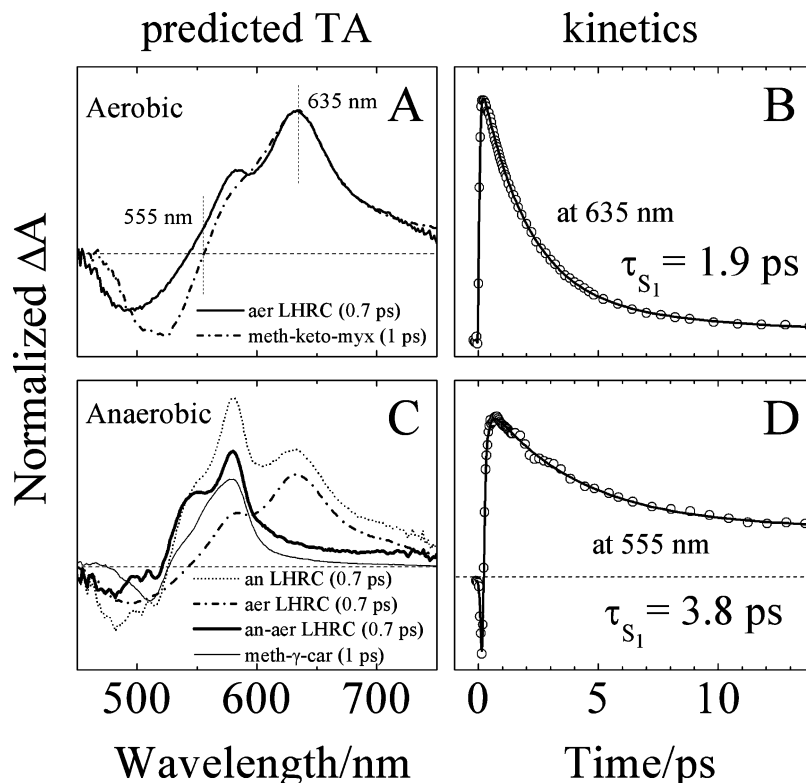 predicted TA
kinetics
Normalized ΔA
Aerobic
A
635 nm
555 nm
aer LHRC (0.7 ps)
meth-keto-myx (1 ps)
B
at 635 nm
τS₁ = 1.9 ps
Anaerobic
C
an LHRC (0.7 ps)
aer LHRC (0.7 ps)
an-aer LHRC (0.7 ps)
meth-γ-car (1 ps)
D
at 555 nm
τS₁ = 3.8 ps
500 600 700
0 5 10
Wavelength/nm
Time/ps